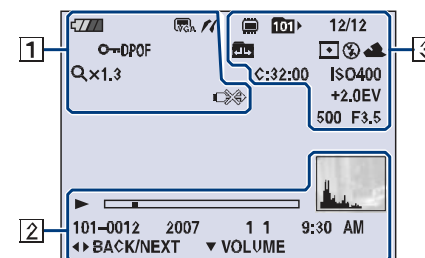 VGA 101 12/12
1 DPOF 3
×1.3 C:32:00 ISO400
+2.0EV
500 F3.5
2 101-0012 2007 1 1 9:30 AM
BACK/NEXT VOLUME